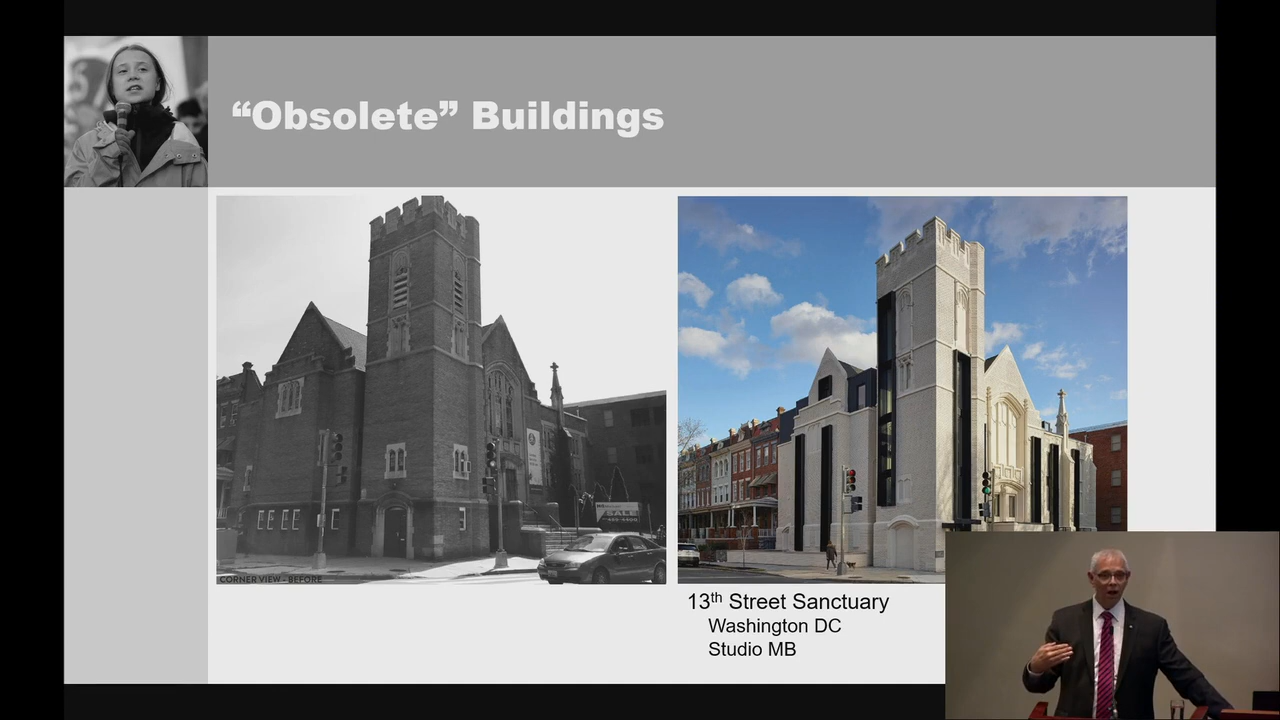 “Obsolete” Buildings
SALE
CORNER VIEW - BEFORE
13th Street Sanctuary
Washington DC
Studio MB